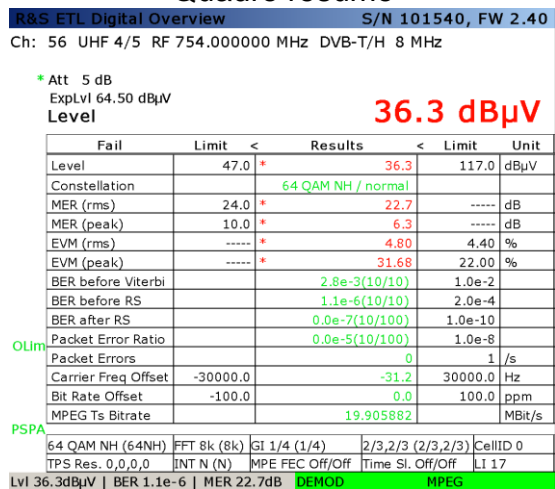 R&S ETL Digital Overview S/N 101540, FW 2.40
Ch: 56 UHF 4/5 RF 754.000000 MHz DVB-T/H 8 MHz
* Att 5 dB
ExpLvl 64.50 dBµV
Level 36.3 dBµV
Fail Limit < Results < Limit Unit
Level 47.0 * 36.3 117.0 dBµV
Constellation 64 QAM NH / normal
MER (rms) 24.0 * 22.7 ----- dB
MER (peak) 10.0 * 6.3 ----- dB
EVM (rms) ----- * 4.80 4.40 %
EVM (peak) ----- * 31.68 22.00 %
BER before Viterbi 2.8e-3(10/10) 1.0e-2
BER before RS 1.1e-6(10/10) 2.0e-4
BER after RS 0.0e-7(10/100) 1.0e-10
OLim
Packet Error Ratio 0.0e-5(10/100) 1.0e-8
Packet Errors 0 1 /s
Carrier Freq Offset -30000.0 -31.2 30000.0 Hz
Bit Rate Offset -100.0 0.0 100.0 ppm
MPEG Ts Bitrate 19.905882 MBit/s
PSPA
64 QAM NH (64NH) FFT 8k (8k) GI 1/4 (1/4) 2/3,2/3 (2/3,2/3) CellID 0
TPS Res. 0,0,0,0 INT N (N) MPE FEC Off/Off Time Sl. Off/Off LI 17
Lvl 36.3dBµV | BER 1.1e-6 | MER 22.7dB DEMOD MPEG